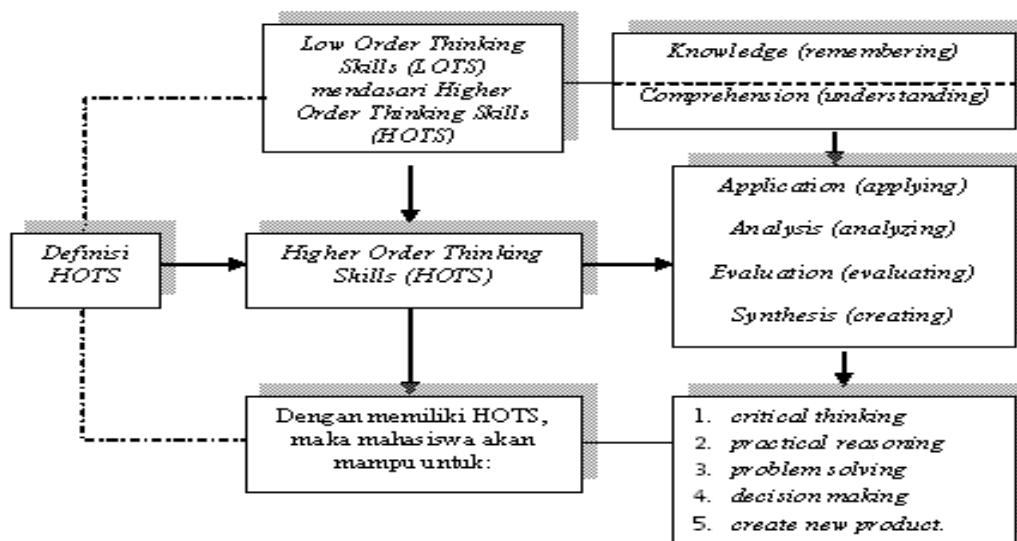 Low Order Thinking
Skills (LOTS)
mendasari Higher
Order Thinking Skills
(HOTS)
Knowledge (remembering)
Comprehension (understanding)
Application (applying)
Analysis (analyzing)
Evaluation (evaluating)
Synthesis (creating)
Definisi
HOTS
Higher Order Thinking
Skills (HOTS)
Dengan memiliki HOTS,
maka mahasiswa akan
mampu untuk:
1. critical thinking
2. practical reasoning
3. problem solving
4. decision making
5. create new product.